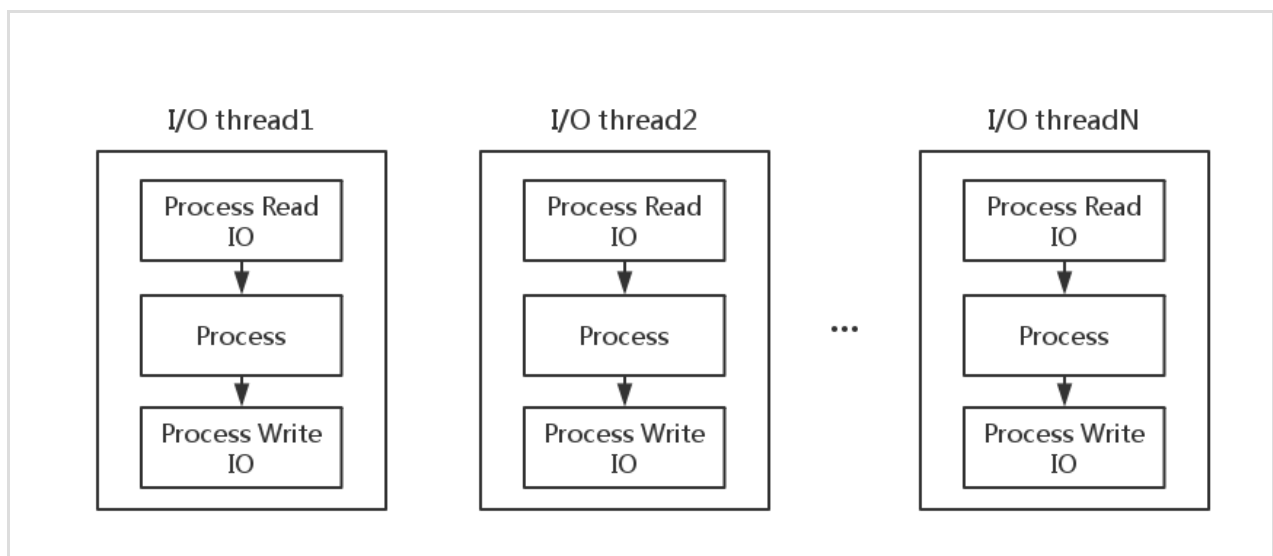 I/O thread1
Process Read
IO
Process
Process Write
IO
I/O thread2
Process Read
IO
Process
Process Write
IO
...
I/O threadN
Process Read
IO
Process
Process Write
IO